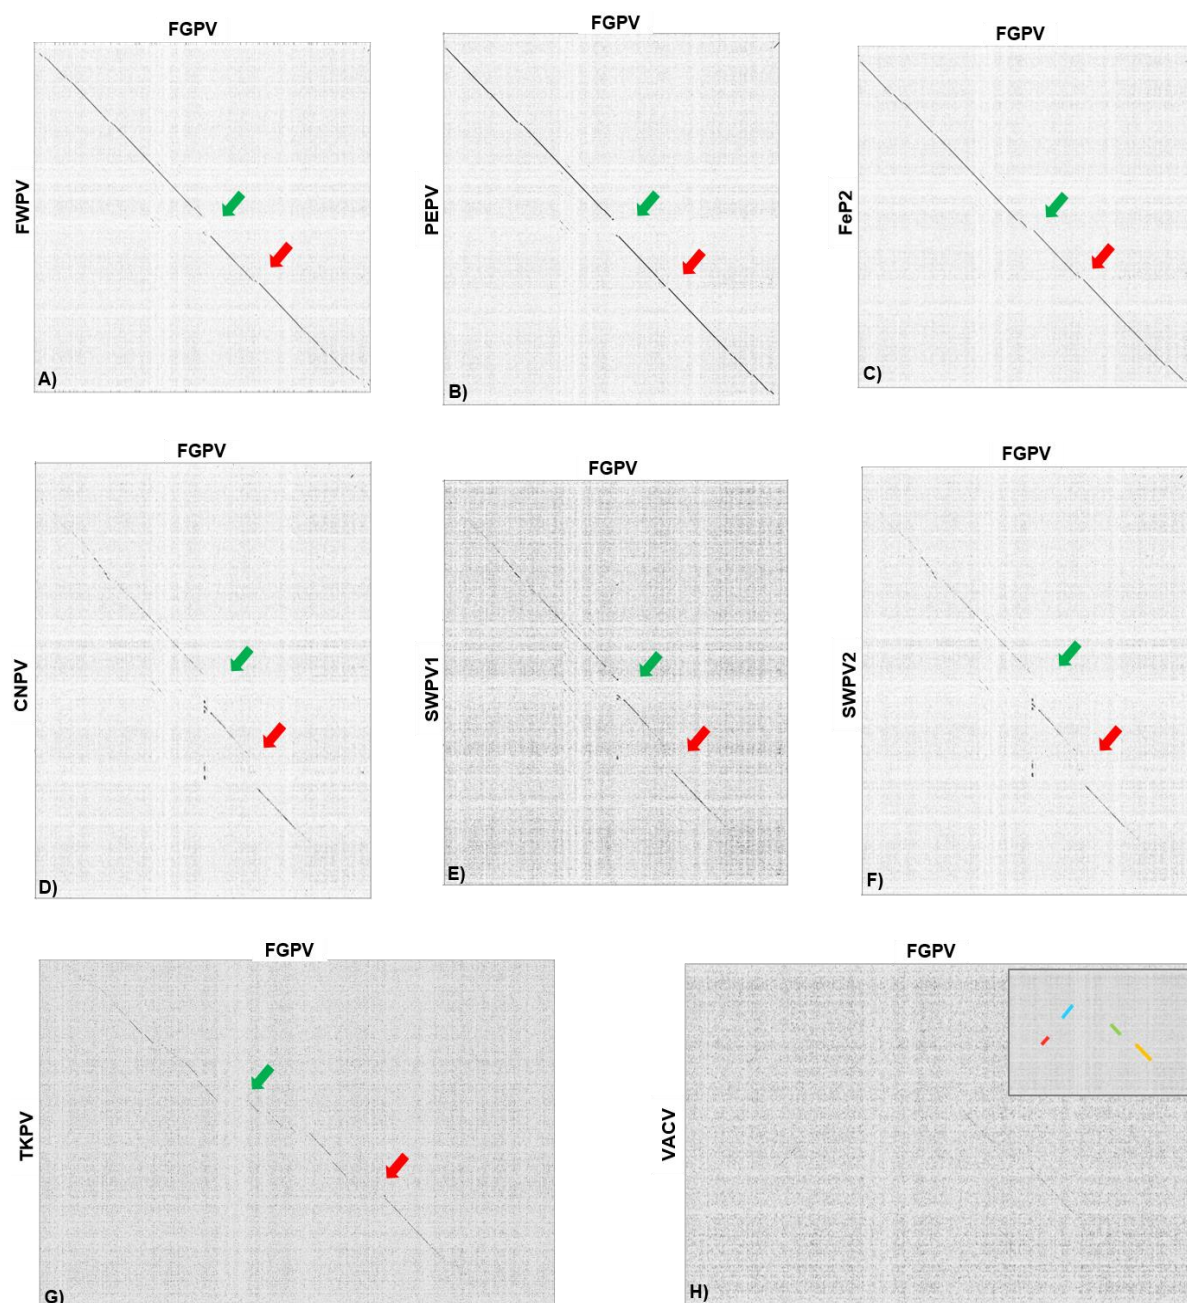 FGPV
FWPV
A)
FGPV
PEPV
B)
FGPV
FeP2
C)
FGPV
CNPV
D)
FGPV
SWPV1
E)
FGPV
SWPV2
F)
FGPV
TKPV
G)
FGPV
VACV
H)